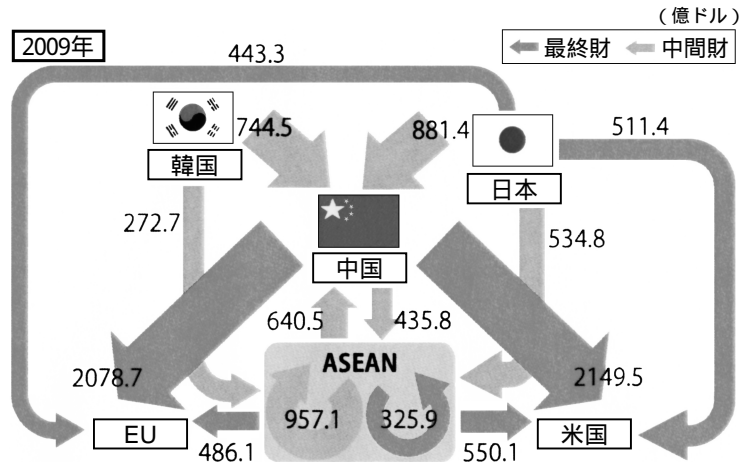 (億ドル)
2009年
最終財 中間財
443.3
744.5
881.4
511.4
韓国
日本
272.7
534.8
中国
640.5
435.8
ASEAN
2078.7
2149.5
957.1
325.9
EU
米国
486.1
550.1